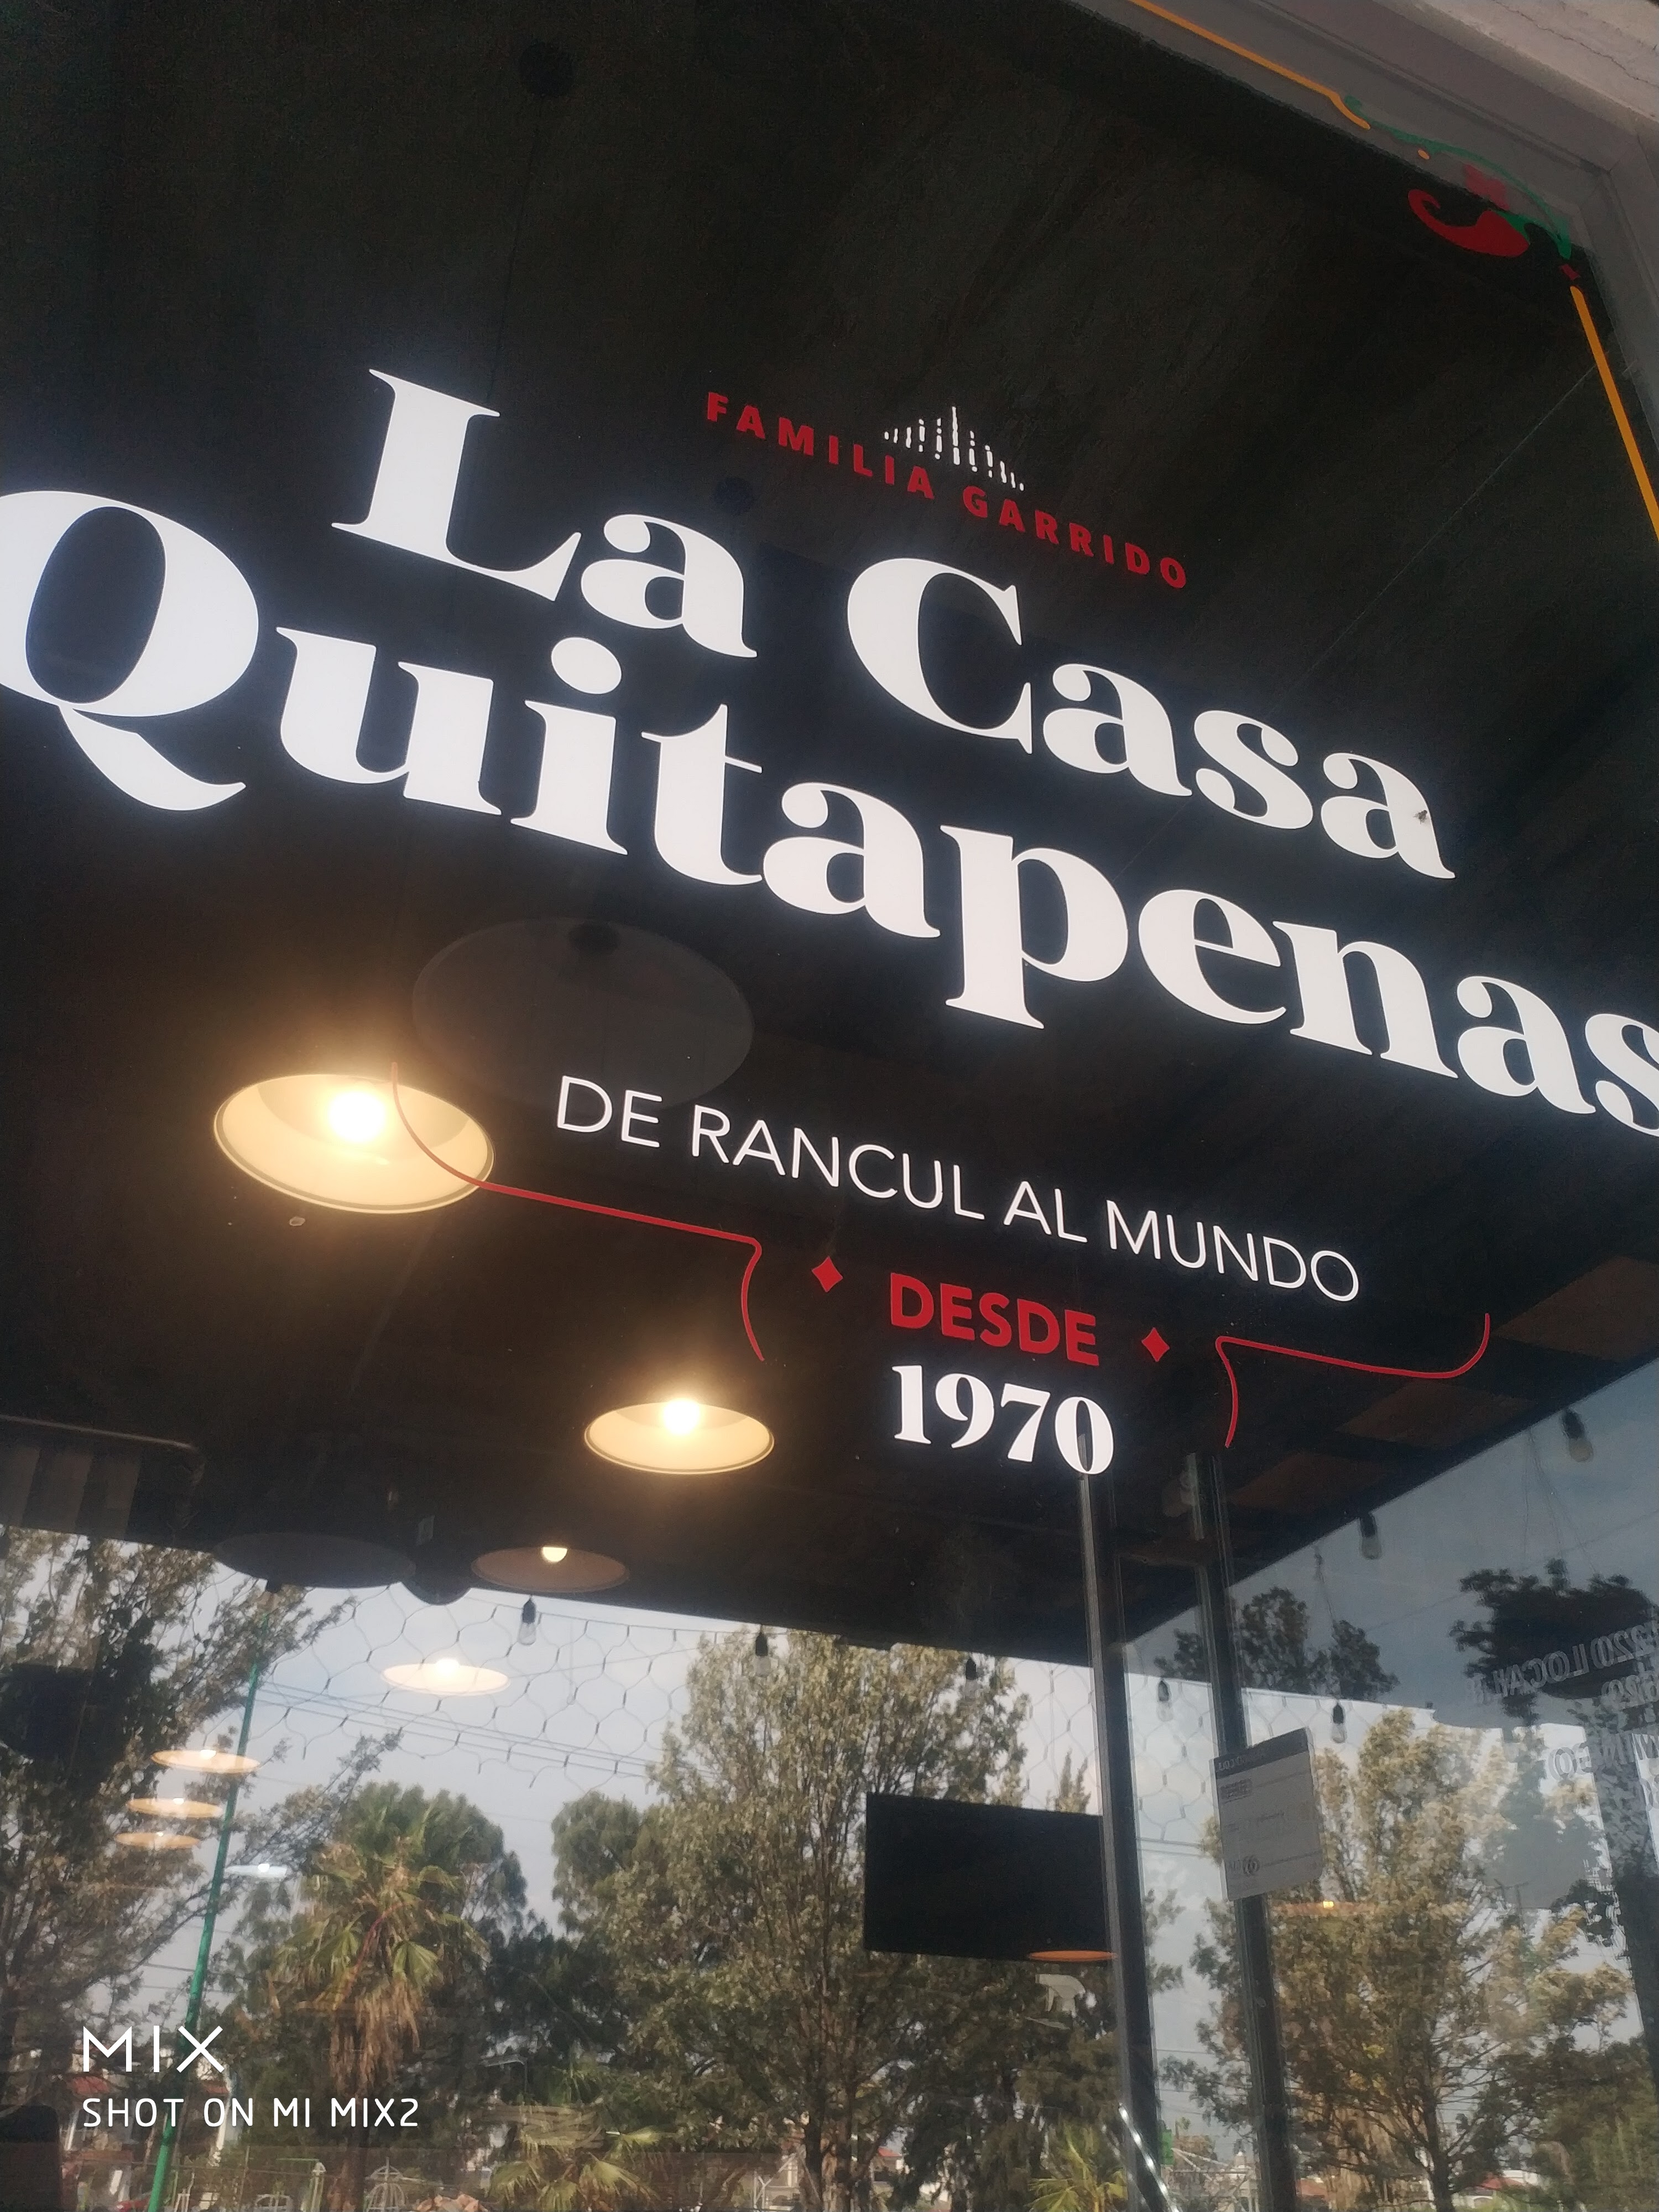 FAMILIA GARRIDO
La Casa
Quitapenas
DE RANCUL AL MUNDO
DESDE
1970
MIX
SHOT ON MI MIX2